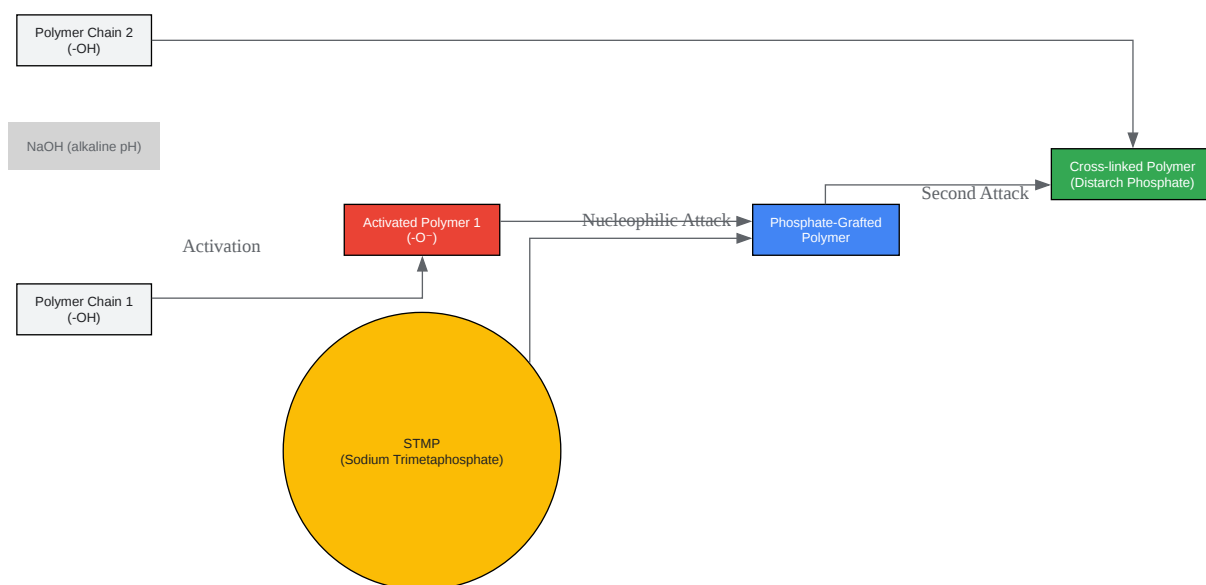 Polymer Chain 2
(-OH)
NaOH (alkaline pH)
Cross-linked Polymer
(Distarch Phosphate)
Second Attack
Activated Polymer 1
(-O⁻)
Nucleophilic Attack
Phosphate-Grafted
Polymer
Activation
Polymer Chain 1
(-OH)
STMP
(Sodium Trimetaphosphate)